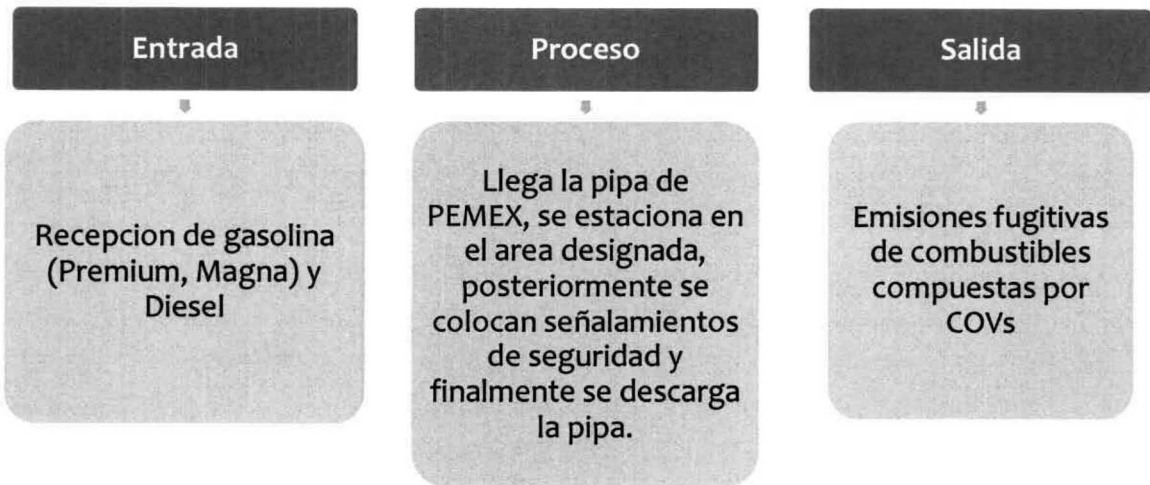 Entrada
Recepcion de gasolina
(Premium, Magna) y
Diesel
Proceso
Llega la pipa de
PEMEX, se estaciona en
el area designada,
posteriormente se
colocan señalamientos
de seguridad y
finalmente se descarga
la pipa.
Salida
Emisiones fugitivas
de combustibles
compuestas por
COVs